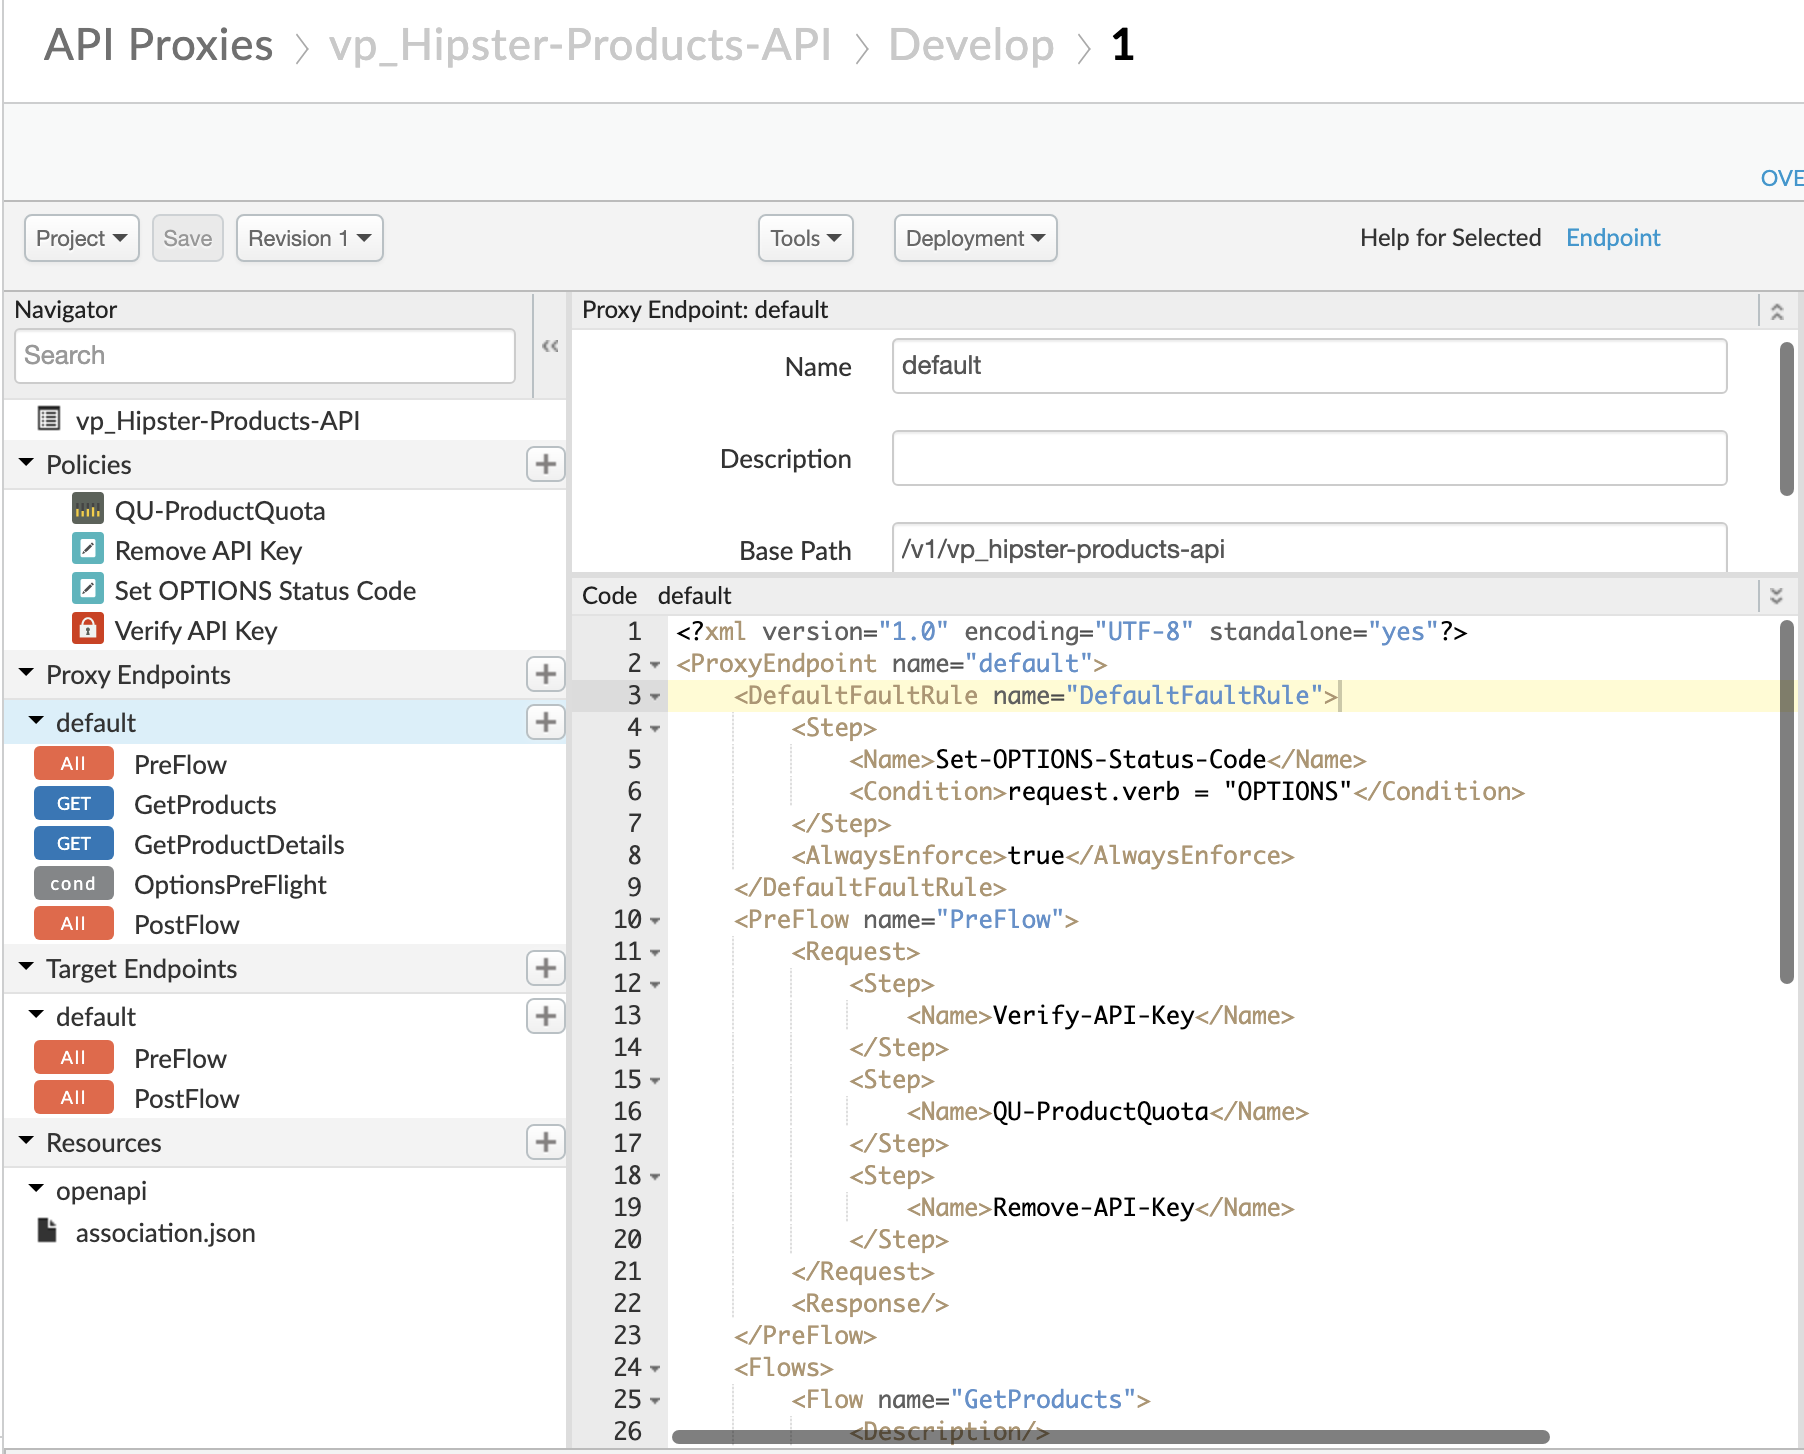 API Proxies > vp_Hipster-Products-API > Develop > 1
OVE
Project Save Revision 1 Tools Deployment Help for Selected Endpoint
Navigator
Search
vp_Hipster-Products-API
Policies
QU-ProductQuota
Remove API Key
Set OPTIONS Status Code
Verify API Key
Proxy Endpoints
default
All PreFlow
GET GetProducts
GET GetProductDetails
cond OptionsPreFlight
All PostFlow
Target Endpoints
default
All PreFlow
All PostFlow
Resources
openapi
association.json
Proxy Endpoint: default
Name default
Description
Base Path /v1/vp_hipster-products-api
Code default
1 <?xml version="1.0" encoding="UTF-8" standalone="yes"?>
2 <ProxyEndpoint name="default">
3 <DefaultFaultRule name="DefaultFaultRule">
4 <Step>
5 <Name>Set-OPTIONS-Status-Code</Name>
6 <Condition>request.verb = "OPTIONS"</Condition>
7 </Step>
8 <AlwaysEnforce>true</AlwaysEnforce>
9 </DefaultFaultRule>
10 <PreFlow name="PreFlow">
11 <Request>
12 <Step>
13 <Name>Verify-API-Key</Name>
14 </Step>
15 <Step>
16 <Name>QU-ProductQuota</Name>
17 </Step>
18 <Step>
19 <Name>Remove-API-Key</Name>
20 </Step>
21 </Request>
22 <Response/>
23 </PreFlow>
24 <Flows>
25 <Flow name="GetProducts">
26 <Description/>